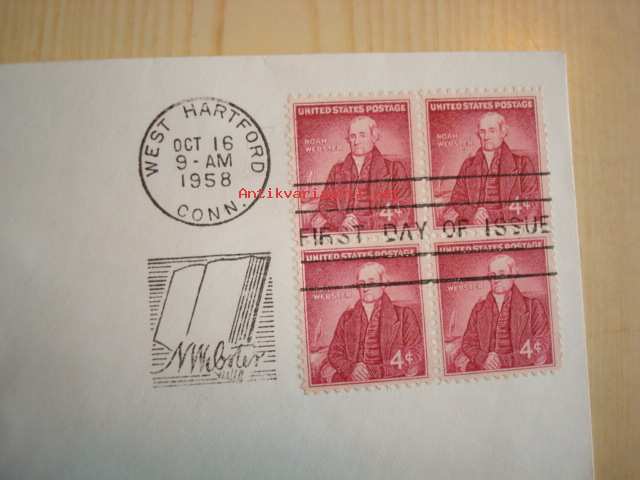 WEST HARTFORD
OCT 16
9-AM
1958
CONN.
N Webster
UNITED STATES POSTAGE
NOAH
WEBSTER
4¢
UNITED STATES POSTAGE
NOAH
WEBSTER
4¢
FIRST DAY OF ISSUE
UNITED STATES POSTAGE
WEBSTER
4¢
UNITED STATES POSTAGE
WEBSTER
4¢